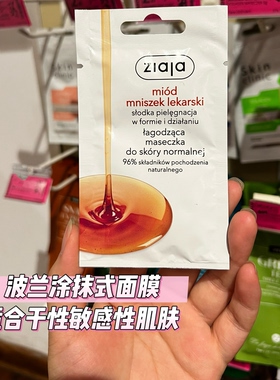 ziaja
miód
mniszek lekarski
słodka pielęgnacja
w formie i działaniu
łagodząca
maseczka
do skóry normalnej
96% składników pochodzenia
naturalnego
波兰涂抹式面膜
适合干性敏感性肌肤